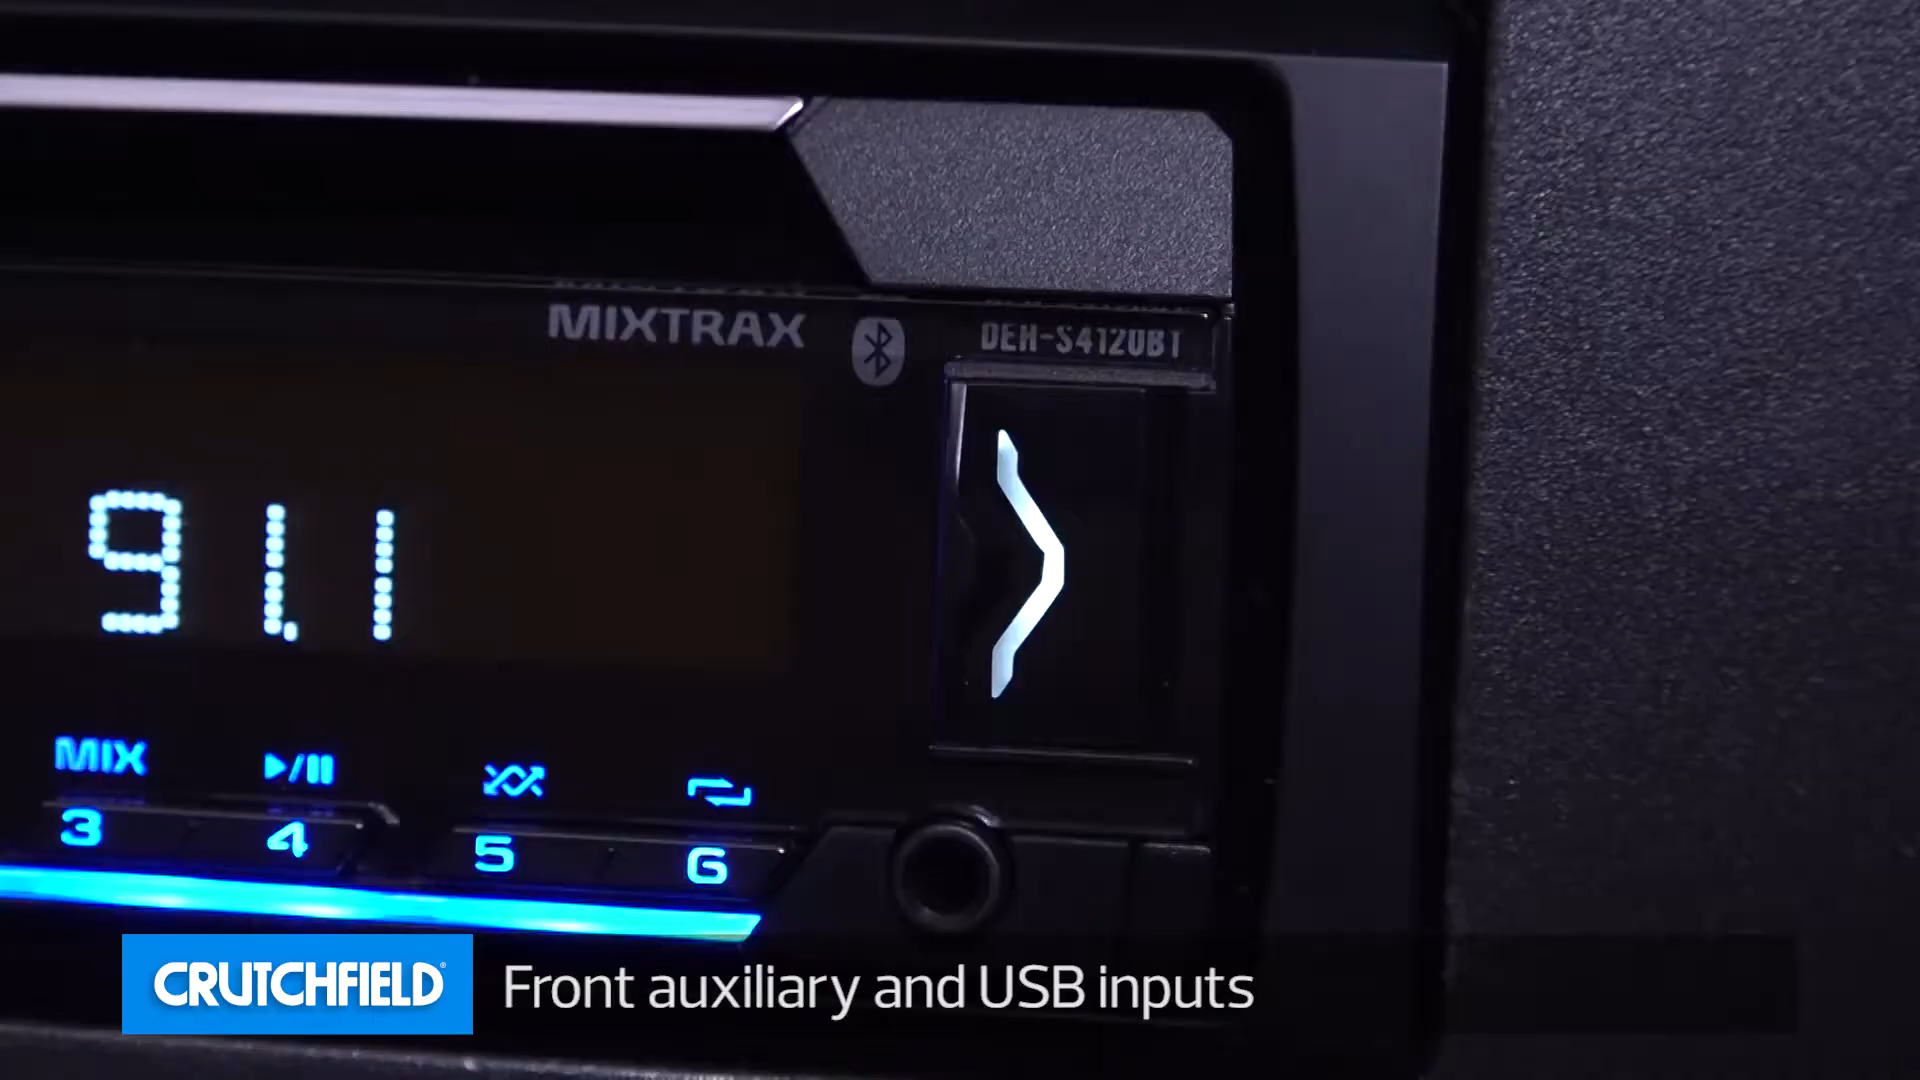 MIXTRAX
DEH-S4120BT
91.1
MIX
3 4 5 6
CRUTCHFIELD®
Front auxiliary and USB inputs